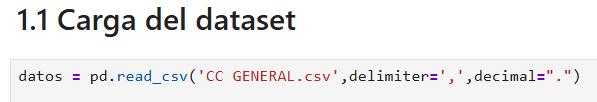 1.1 Carga del dataset
datos = pd.read_csv('CC GENERAL.csv',delimiter=',',decimal=".")